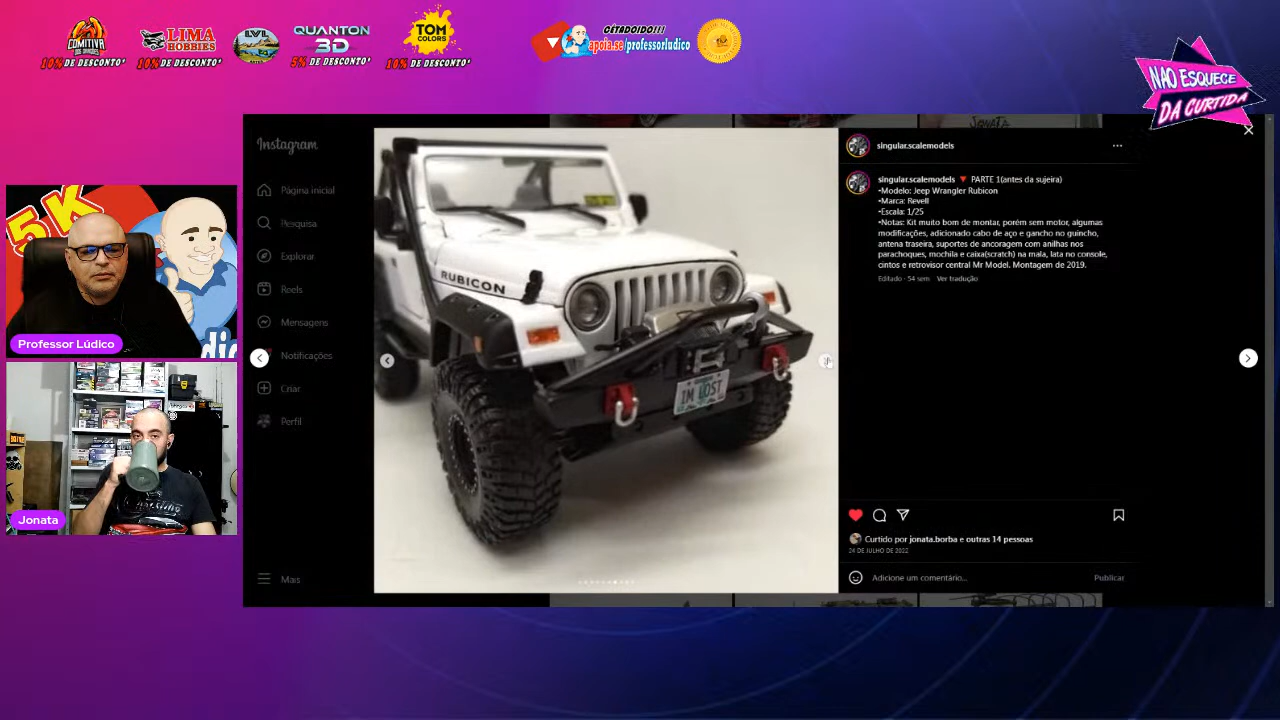 COMITIVA
10% DE DESCONTO*
LIMA
HOBBIES
10% DE DESCONTO*
LVL
QUANTON
3D
5% DE DESCONTO*
TOM
COLORS
10% DE DESCONTO*
GÊTÁDOIDO!!!
apoia.se/professorludico
NÃO ESQUECE
DA CURTIDA
Instagram
Página inicial
Pesquisa
Explorar
Reels
Mensagens
Notificações
Criar
Perfil
Mais
5K
Professor Lúdico
Jonata
RUBICON
IM LOST
singular.scalemodels
singular.scalemodels 🔻 PARTE 1(antes da sujeira)
•Modelo: Jeep Wrangler Rubicon
•Marca: Revell
•Escala: 1/25
•Notas: Kit muito bom de montar, porém sem motor, algumas
modificações, adicionado cabo de aço e gancho no guincho,
antena traseira, suportes de ancoragem com anilhas nos
parachoques, mochila e caixa(scratch) na mala, lata no console,
cintos e retrovisor central Mr Model. Montagem de 2019.
Editado · 54 sem Ver tradução
Curtido por jonata.borba e outras 14 pessoas
24 DE JULHO DE 2022
Adicione um comentário...
Publicar